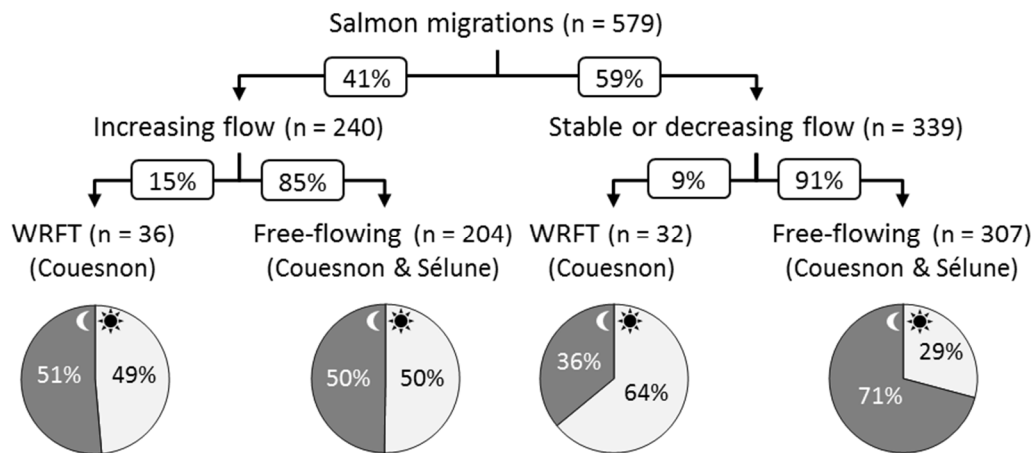 Salmon migrations (n = 579)
41% 59%
Increasing flow (n = 240) Stable or decreasing flow (n = 339)
15% 85% 9% 91%
WRFT (n = 36) Free-flowing (n = 204) WRFT (n = 32) Free-flowing (n = 307)
(Couesnon) (Couesnon & Sélune) (Couesnon) (Couesnon & Sélune)
51% 49% 50% 50% 36% 64% 71% 29%